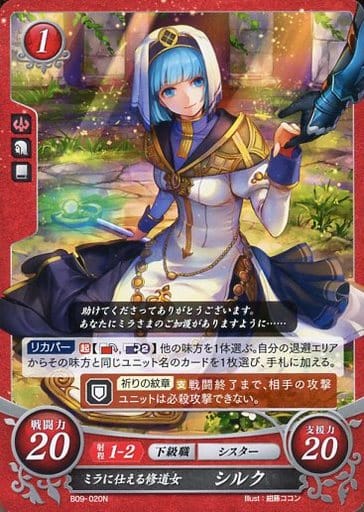 1
助けてくださってありがとうございます。
あなたにミラさまのご加護がありますように……
リカバー 起【、2】他の味方を1体選ぶ。自分の退避エリア
からその味方と同じユニット名のカードを1枚選び、手札に加える。
祈りの紋章 支 戦闘終了まで、相手の攻撃
ユニットは必殺攻撃できない。
戦闘力
20
射程 1-2 下級職 シスター
支援力
20
ミラに仕える修道女 シルク
B09-020N
Illust:細藤ココン